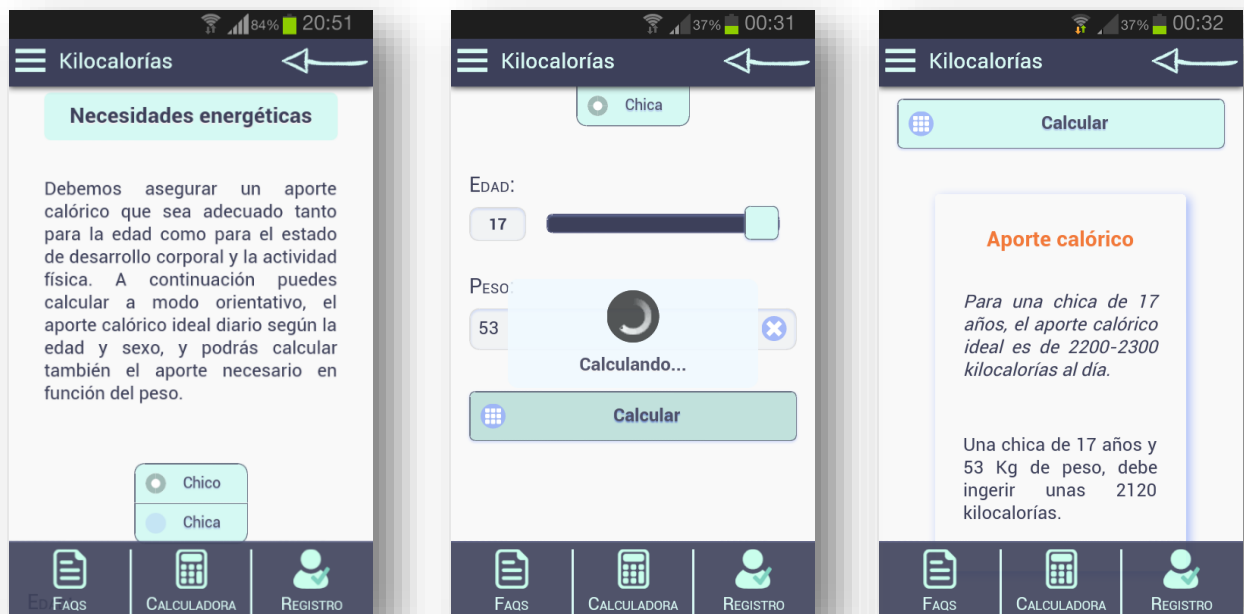 84% 20:51
Kilocalorías
Necesidades energéticas
Debemos asegurar un aporte
calórico que sea adecuado tanto
para la edad como para el estado
de desarrollo corporal y la actividad
física. A continuación puedes
calcular a modo orientativo, el
aporte calórico ideal diario según la
edad y sexo, y podrás calcular
también el aporte necesario en
función del peso.
Chico
Chica
FAQS CALCULADORA REGISTRO
37% 00:31
Kilocalorías
Chica
EDAD:
17
PESO
53
Calculando...
Calcular
FAQS CALCULADORA REGISTRO
37% 00:32
Kilocalorías
Calcular
Aporte calórico
Para una chica de 17
años, el aporte calórico
ideal es de 2200-2300
kilocalorías al día.
Una chica de 17 años y
53 Kg de peso, debe
ingerir unas 2120
kilocalorías.
FAQS CALCULADORA REGISTRO